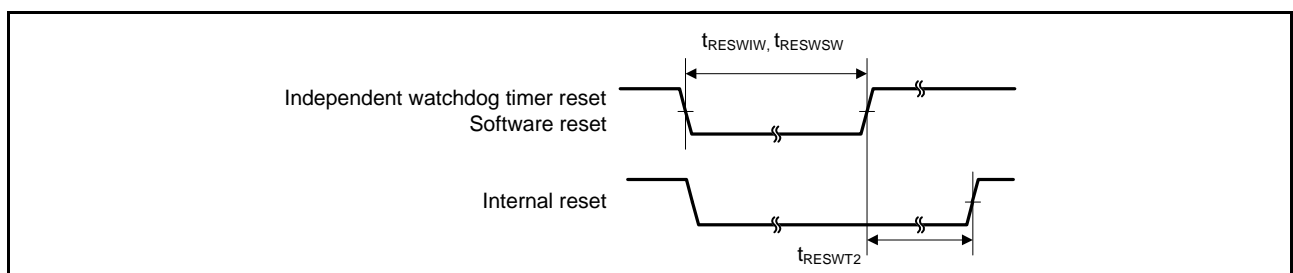 tRESWIW, tRESWSW
Independent watchdog timer reset
Software reset
Internal reset
tRESWT2